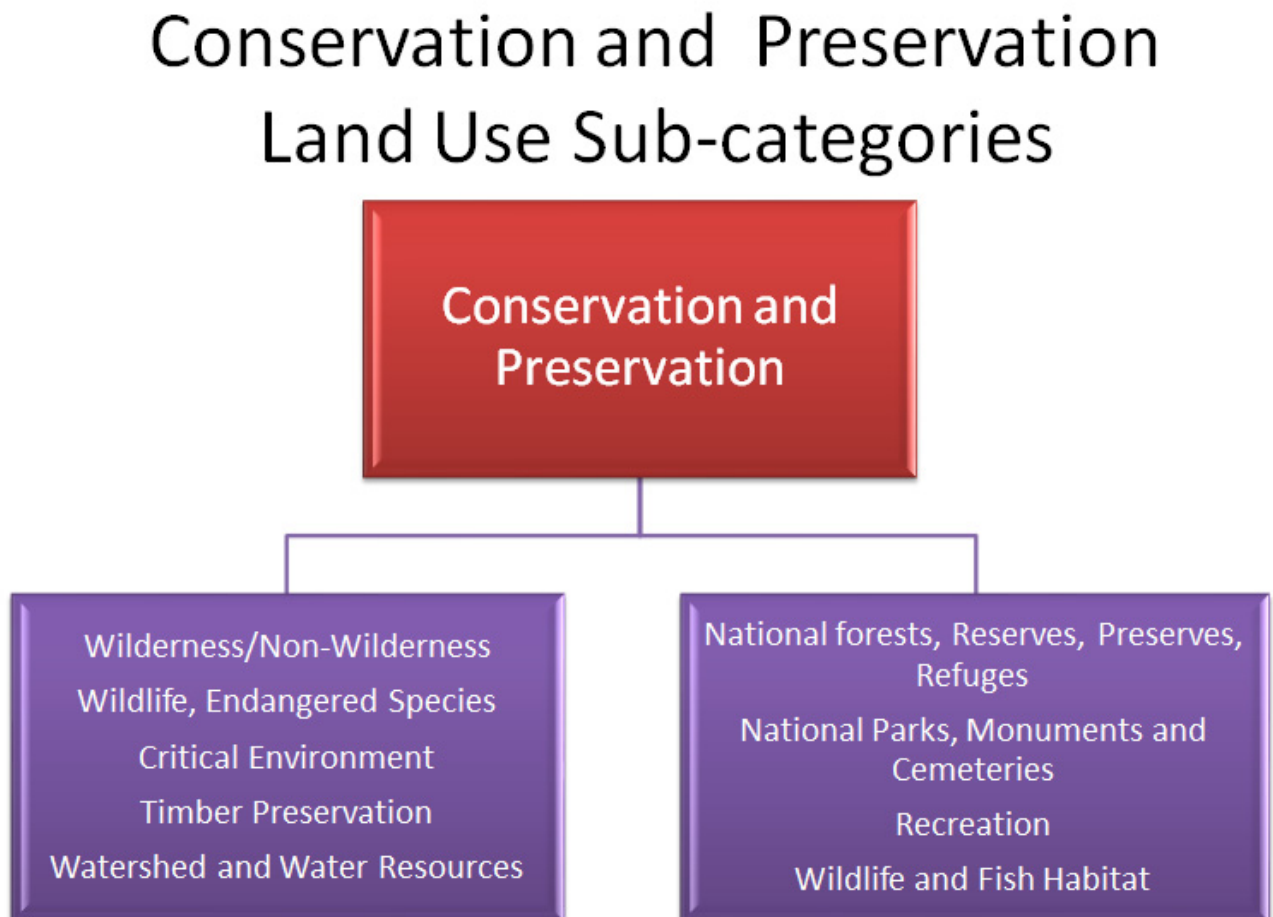 Conservation and Preservation
Land Use Sub-categories
Conservation and
Preservation
Wilderness/Non-Wilderness
Wildlife, Endangered Species
Critical Environment
Timber Preservation
Watershed and Water Resources
National forests, Reserves, Preserves,
Refuges
National Parks, Monuments and
Cemeteries
Recreation
Wildlife and Fish Habitat